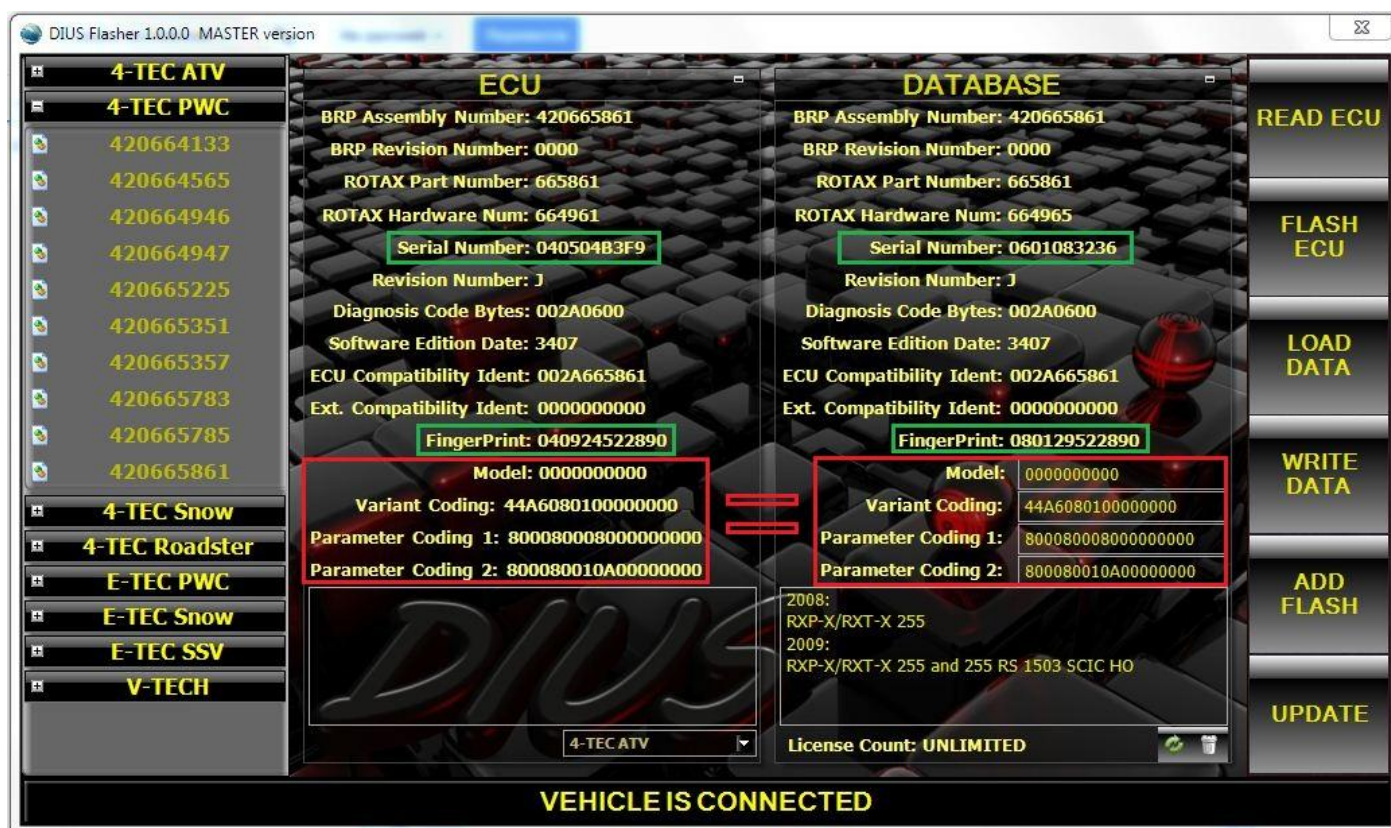 DIUS Flasher 1.0.0.0 MASTER version
4-TEC ATV
4-TEC PWC
420664133
420664565
420664946
420664947
420665225
420665351
420665357
420665783
420665785
420665861
4-TEC Snow
4-TEC Roadster
E-TEC PWC
E-TEC Snow
E-TEC SSV
V-TECH
ECU
BRP Assembly Number: 420665861
BRP Revision Number: 0000
ROTAX Part Number: 665861
ROTAX Hardware Num: 664961
Serial Number: 040504B3F9
Revision Number: J
Diagnosis Code Bytes: 002A0600
Software Edition Date: 3407
ECU Compatibility Ident: 002A665861
Ext. Compatibility Ident: 0000000000
FingerPrint: 040924522890
Model: 0000000000
Variant Coding: 44A6080100000000
Parameter Coding 1: 800080008000000000
Parameter Coding 2: 800080010A00000000
DIUS
4-TEC ATV
DATABASE
BRP Assembly Number: 420665861
BRP Revision Number: 0000
ROTAX Part Number: 665861
ROTAX Hardware Num: 664965
Serial Number: 0601083236
Revision Number: J
Diagnosis Code Bytes: 002A0600
Software Edition Date: 3407
ECU Compatibility Ident: 002A665861
Ext. Compatibility Ident: 0000000000
FingerPrint: 080129522890
Model: 0000000000
Variant Coding: 44A6080100000000
Parameter Coding 1: 800080008000000000
Parameter Coding 2: 800080010A00000000
2008:
RXP-X/RXT-X 255
2009:
RXP-X/RXT-X 255 and 255 RS 1503 SCIC HO
License Count: UNLIMITED
READ ECU
FLASH
ECU
LOAD
DATA
WRITE
DATA
ADD
FLASH
UPDATE
VEHICLE IS CONNECTED